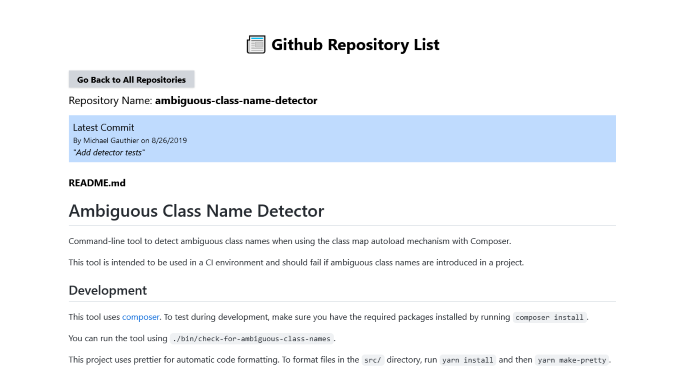 Github Repository List
Go Back to All Repositories
Repository Name: ambiguous-class-name-detector
Latest Commit
By Michael Gauthier on 8/26/2019
"Add detector tests"
README.md
Ambiguous Class Name Detector
Command-line tool to detect ambiguous class names when using the class map autoload mechanism with Composer.
This tool is intended to be used in a CI environment and should fail if ambiguous class names are introduced in a project.
Development
This tool uses composer. To test during development, make sure you have the required packages installed by running composer install.
You can run the tool using ./bin/check-for-ambiguous-class-names.
This project uses prettier for automatic code formatting. To format files in the src/ directory, run yarn install and then yarn make-pretty.